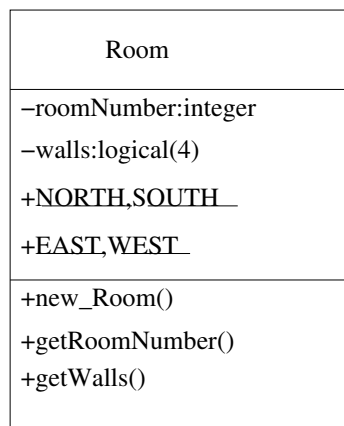 Room
−roomNumber:integer
−walls:logical(4)
+NORTH,SOUTH
+EAST,WEST
+new_Room()
+getRoomNumber()
+getWalls()